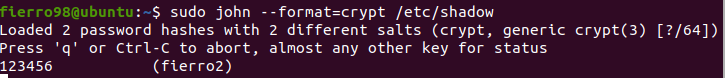 fierro98@ubuntu:~$ sudo john --format=crypt /etc/shadow
Loaded 2 password hashes with 2 different salts (crypt, generic crypt(3) [?/64])
Press 'q' or Ctrl-C to abort, almost any other key for status
123456           (fierro2)